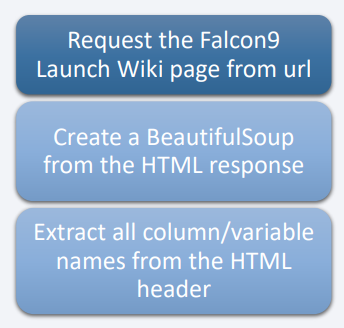 Request the Falcon9
Launch Wiki page from url
Create a BeautifulSoup
from the HTML response
Extract all column/variable
names from the HTML
header